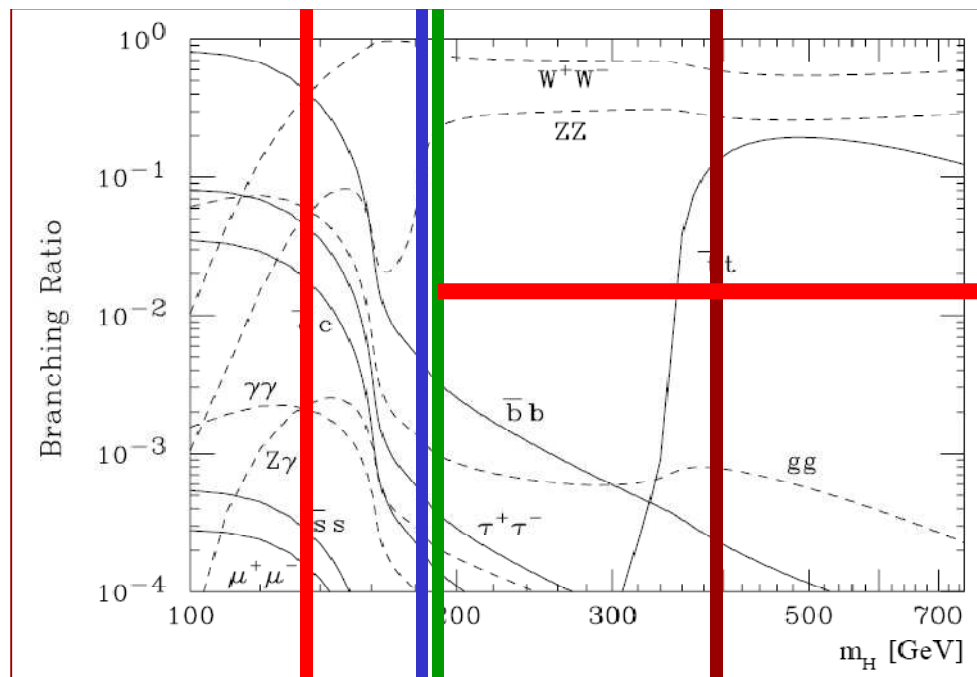 10⁰
W⁺W⁻
ZZ
10⁻¹
Branching Ratio
t
10⁻²
c
γγ
b̅b
10⁻³
Zγ
gg
s̅s
τ⁺τ⁻
μ⁺μ⁻
10⁻⁴
100 200 300 500 700
m_H [GeV]